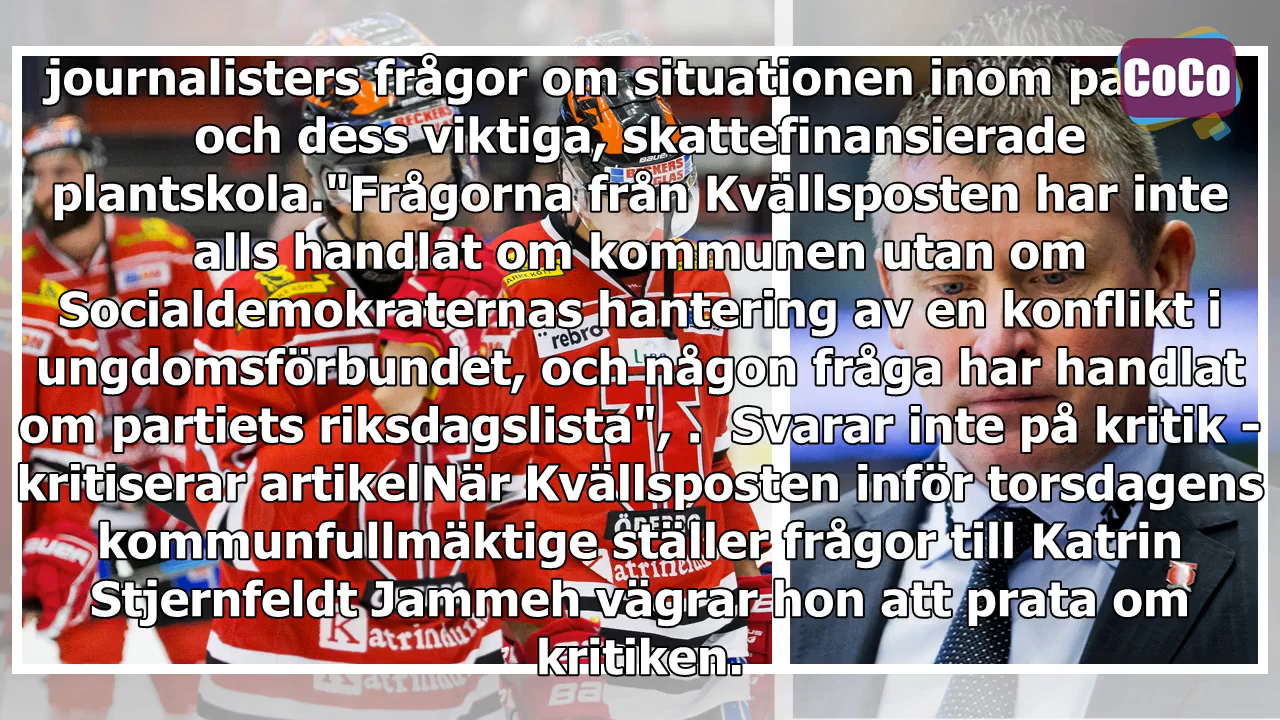 journalisters frågor om situationen inom
CoCo
och dess viktiga, skattefinansierade
plantskola."Frågorna från Kvällsposten har inte
alls handlat om kommunen utan om
Socialdemokraternas hantering av en konflikt i
ungdomsförbundet, och någon fråga har handlat
om partiets riksdagslista", .  Svarar inte på kritik -
kritiserar artikelNär Kvällsposten inför torsdagens
kommunfullmäktige ställer frågor till Katrin
Stjernfeldt Jammeh vägrar hon att prata om
kritiken.
BAUER
ÖREBRO
Katrinelund